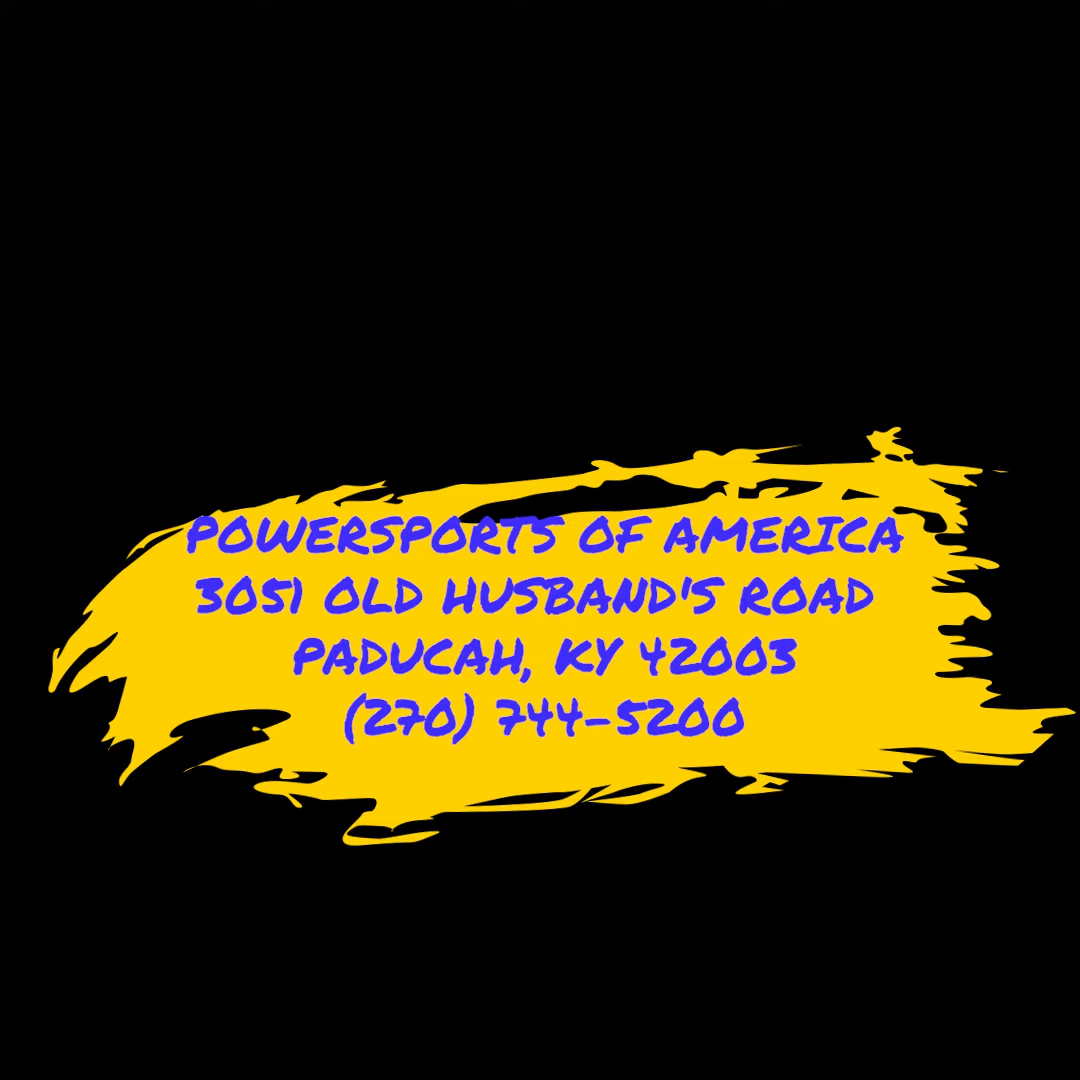 POWERSPORTS OF AMERICA
3051 OLD HUSBAND'S ROAD
PADUCAH, KY 42003
(270) 744-5200